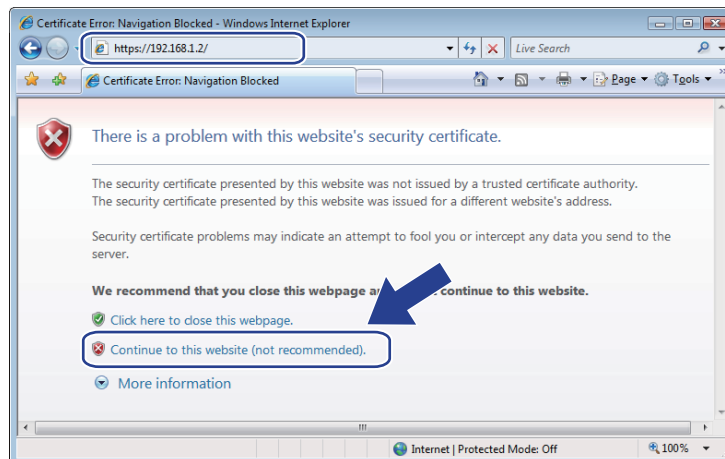 Certificate Error: Navigation Blocked - Windows Internet Explorer
https://192.168.1.2/
Live Search
Certificate Error: Navigation Blocked
Page
Tools
There is a problem with this website's security certificate.
The security certificate presented by this website was not issued by a trusted certificate authority.
The security certificate presented by this website was issued for a different website's address.
Security certificate problems may indicate an attempt to fool you or intercept any data you send to the
server.
We recommend that you close this webpage continue to this website.
Click here to close this webpage.
Continue to this website (not recommended).
More information
Internet | Protected Mode: Off
100%